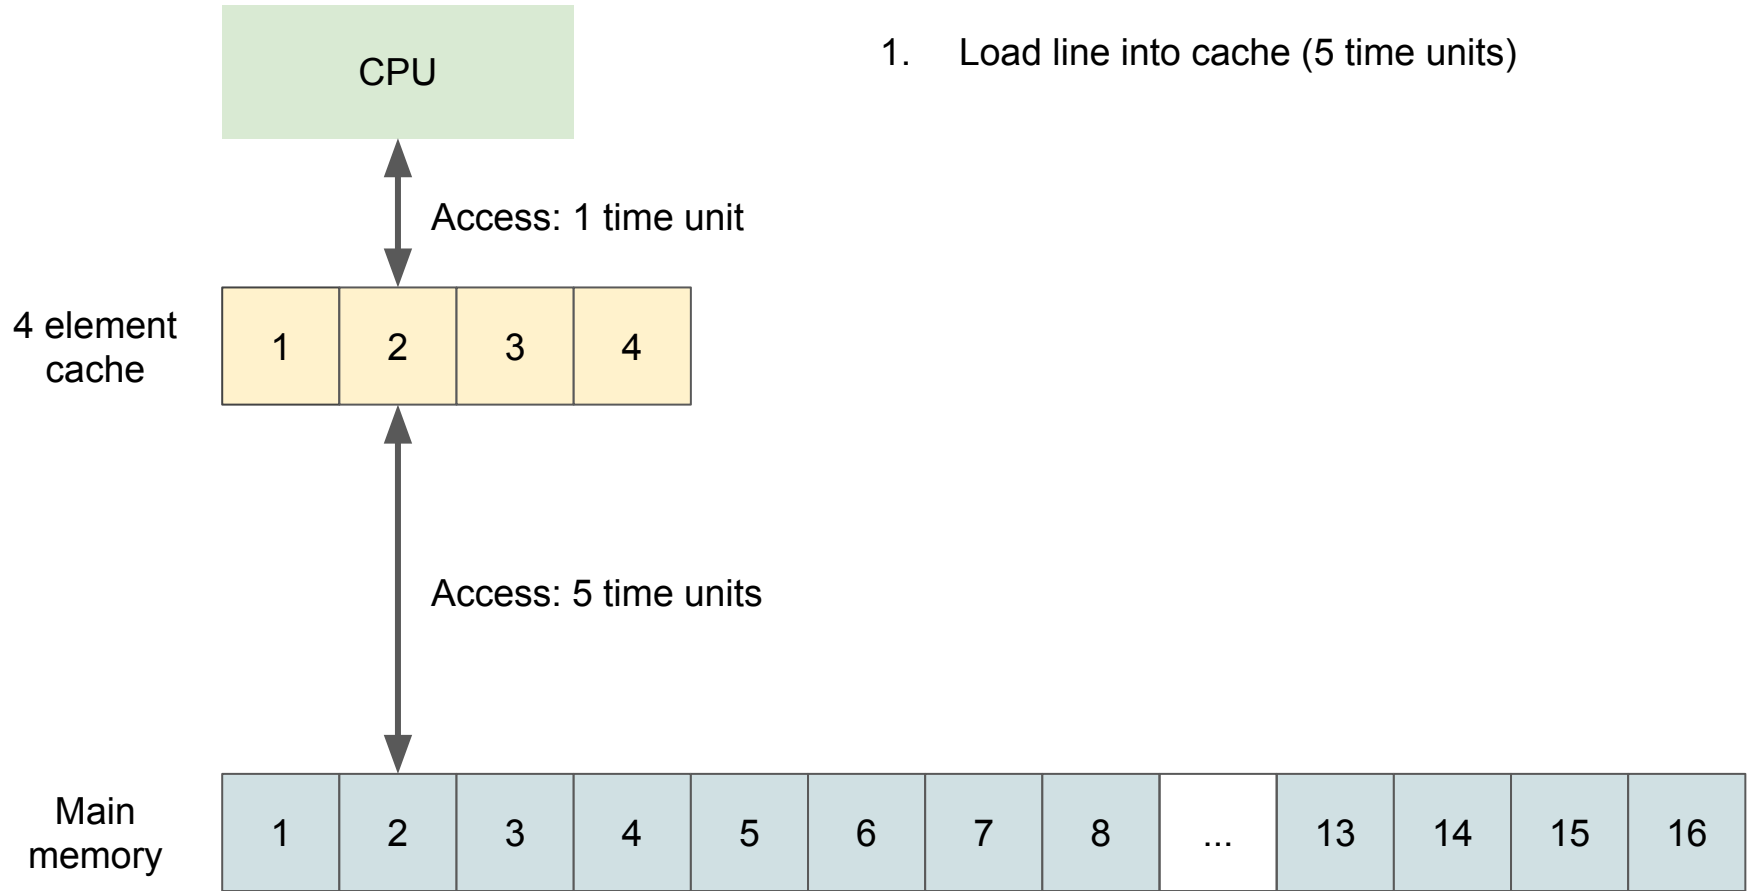 CPU
1. Load line into cache (5 time units)
Access: 1 time unit
4 element
cache
1 2 3 4
Access: 5 time units
Main
memory
1 2 3 4 5 6 7 8 ... 13 14 15 16